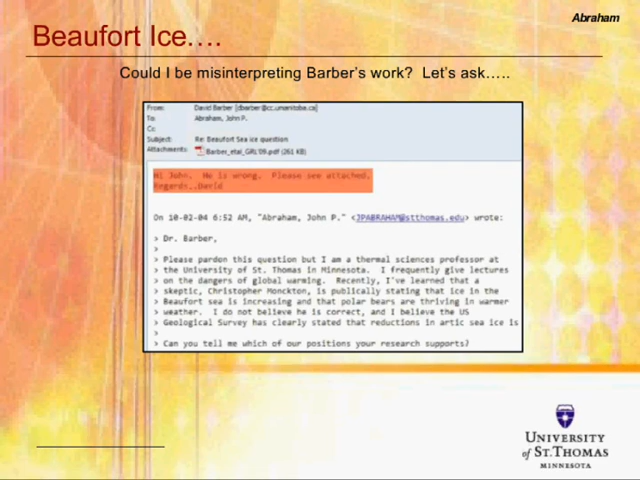 Abraham
Beaufort Ice....
Could I be misinterpreting Barber's work? Let's ask.....
From: David Barber [dbarber@cc.umanitoba.ca]
To: Abraham, John P.
Cc:
Subject: Re: Beaufort Sea ice question
Attachments: Barber_etal_GRL'09.pdf (261 KB)
Hi John. He is wrong. Please see attached.
Regards..David
On 10-02-04 6:52 AM, "Abraham, John P." <JPABRAHAM@stthomas.edu> wrote:
> Dr. Barber,
>
> Please pardon this question but I am a thermal sciences professor at
> the University of St. Thomas in Minnesota. I frequently give lectures
> on the dangers of global warming. Recently, I've learned that a
> skeptic, Christopher Monckton, is publically stating that ice in the
> Beaufort sea is increasing and that polar bears are thriving in warmer
> weather. I do not believe he is correct, and I believe the US
> Geological Survey has clearly stated that reductions in artic sea ice is
>
> Can you tell me which of our positions your research supports?
UNIVERSITY
of ST.THOMAS
MINNESOTA